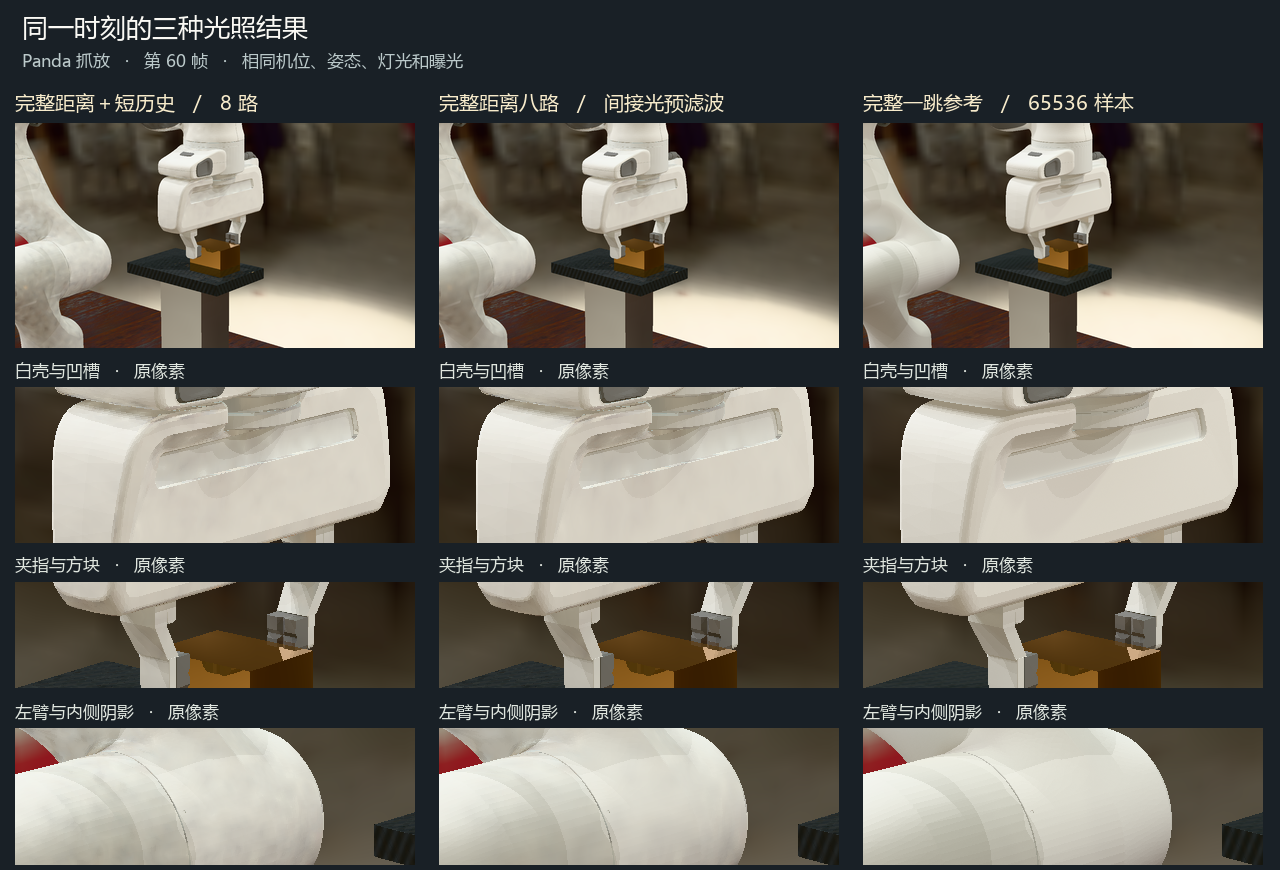 同一时刻的三种光照结果
Panda 抓放 · 第 60 帧 · 相同机位、姿态、灯光和曝光
完整距离 + 短历史 / 8 路
完整距离八路 / 间接光预滤波
完整一跳参考 / 65536 样本
白壳与凹槽 · 原像素
白壳与凹槽 · 原像素
白壳与凹槽 · 原像素
夹指与方块 · 原像素
夹指与方块 · 原像素
夹指与方块 · 原像素
左臂与内侧阴影 · 原像素
左臂与内侧阴影 · 原像素
左臂与内侧阴影 · 原像素